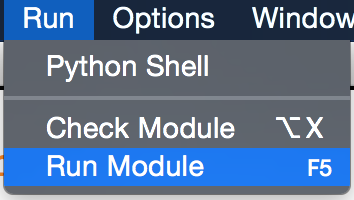 Run Options Window
Python Shell
Check Module ⌥X
Run Module F5